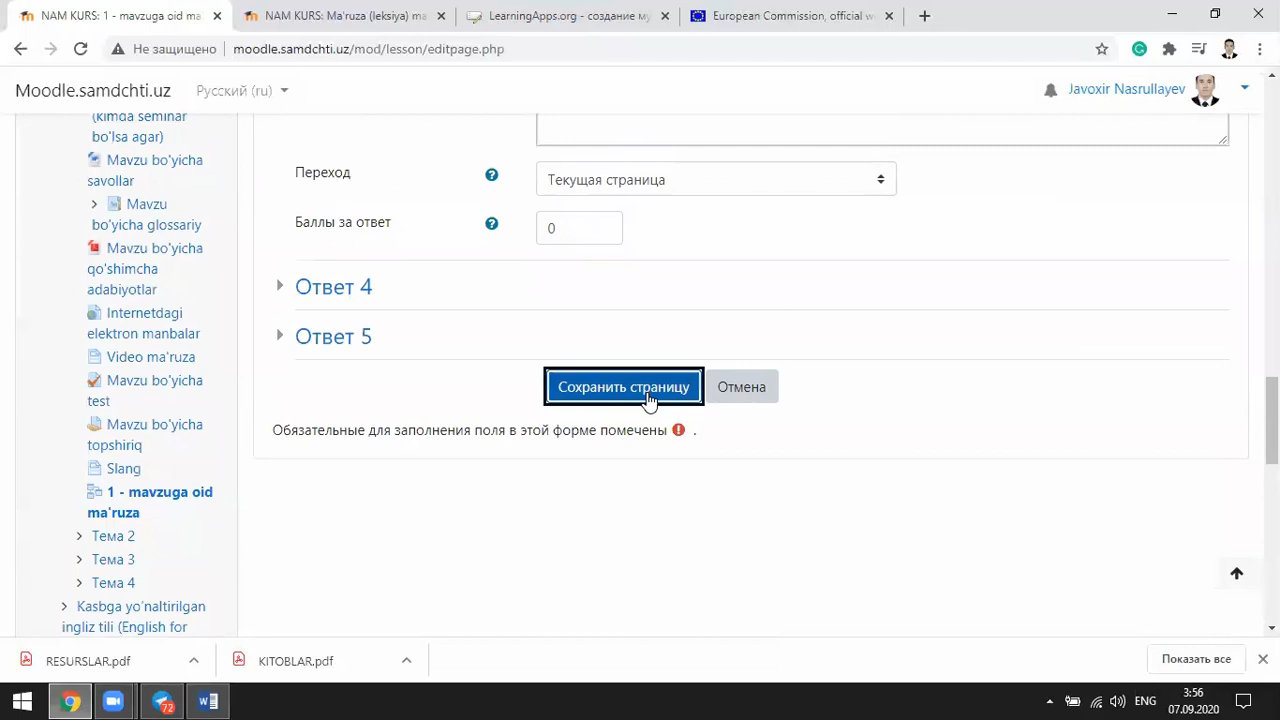 NAM KURS: 1 - mavzuga oid ma
NAM KURS: Ma'ruza (leksiya) ma
LearningApps.org - создание му
European Commission, official w
Не защищено
moodle.samdchti.uz/mod/lesson/editpage.php
Moodle.samdchti.uz
Русский (ru)
Javoxir Nasrullayev
(kimda seminar
bo'lsa agar)
Mavzu bo'yicha
savollar
Mavzu
bo'yicha glossariy
Mavzu bo'yicha
qo'shimcha
adabiyotlar
Internetdagi
elektron manbalar
Video ma'ruza
Mavzu bo'yicha
test
Mavzu bo'yicha
topshiriq
Slang
1 - mavzuga oid
ma'ruza
Тема 2
Тема 3
Тема 4
Kasbga yo'naltirilgan
ingliz tili (English for
Переход
Текущая страница
Баллы за ответ
0
Ответ 4
Ответ 5
Сохранить страницу
Отмена
Обязательные для заполнения поля в этой форме помечены .
RESURSLAR.pdf
KITOBLAR.pdf
Показать все
72
ENG
3:56
07.09.2020